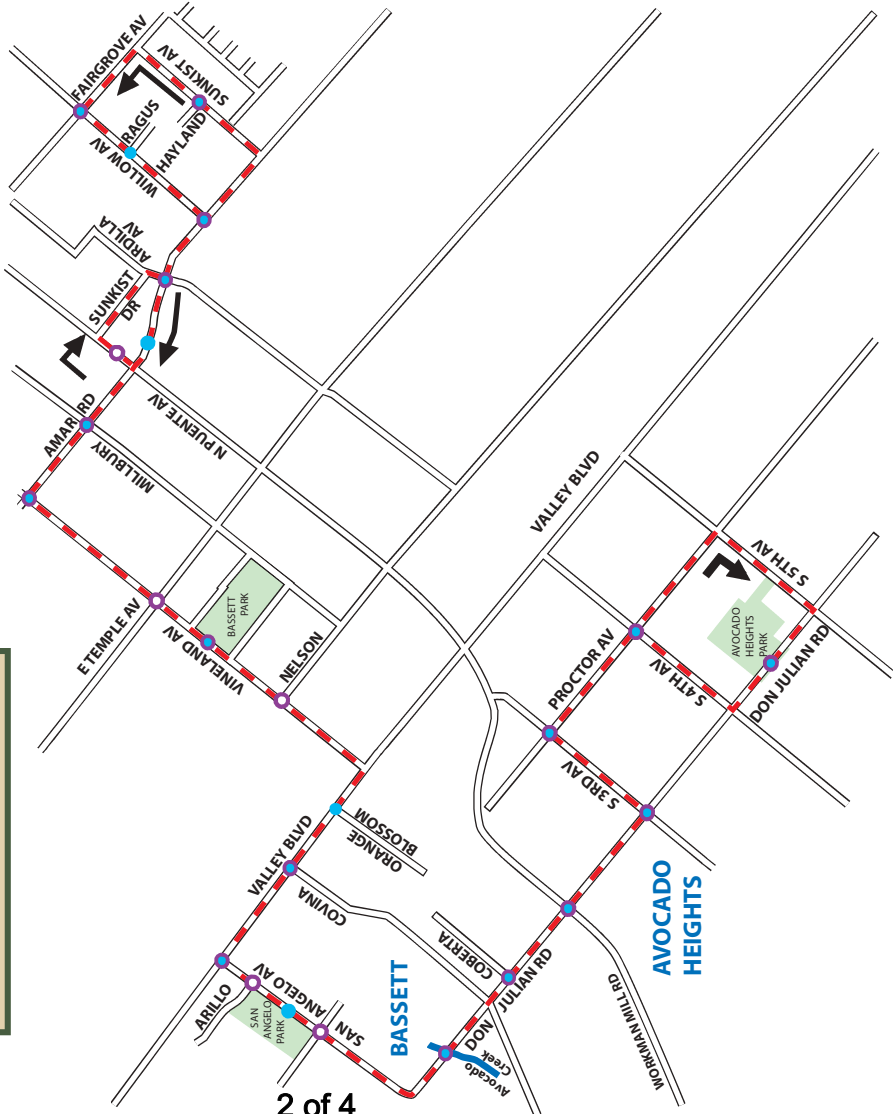 FAIRGROVE AV
SUNKIST AV
RAGUS
HAYLAND
WILLOW AV
ARDILLA
AV
SUNKIST
DR
AMAR RD
N PUENTE AV
MILLBURY
VALLEY BLVD
E TEMPLE AV
BASSETT
PARK
VINELAND AV
NELSON
S 5TH AV
AVOCADO
HEIGHTS
PARK
PROCTOR AV
S 4TH AV
DON JULIAN RD
S 3RD AV
VALLEY BLVD
ORANGE
BLOSSOM
COVINA
COBERTA
AVOCADO
HEIGHTS
BASSETT
DON JULIAN RD
ARILLO
SAN ANGELO AV
SAN
ANGELO
PARK
Avocado
Creek
WORKMAN MILL RD
2 of 4